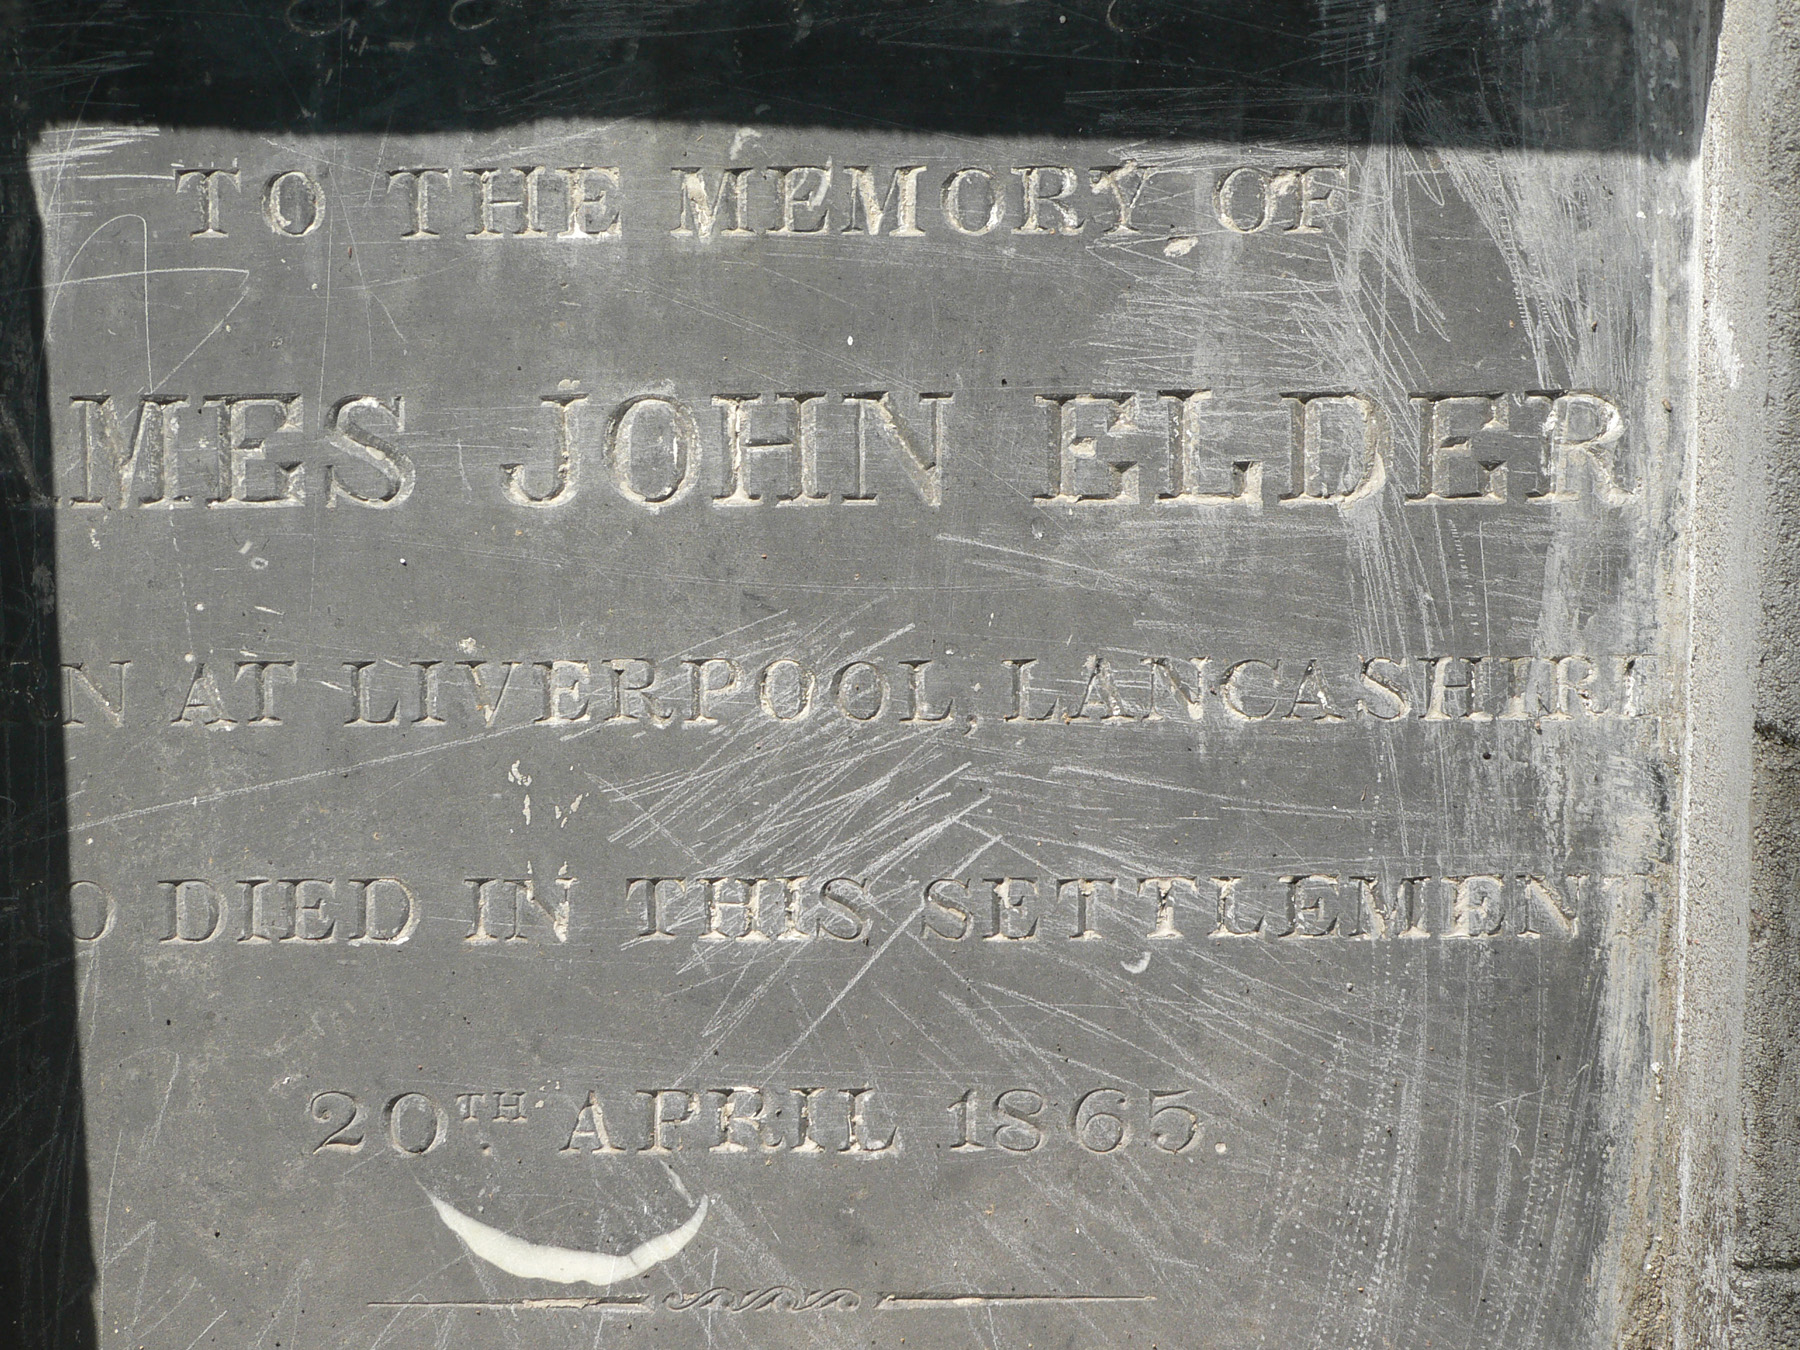 TO THE MEMORY OF
MES JOHN ELDER
N AT LIVERPOOL, LANCASHIRE
O DIED IN THIS SETTLEMENT
20TH APRIL 1865.